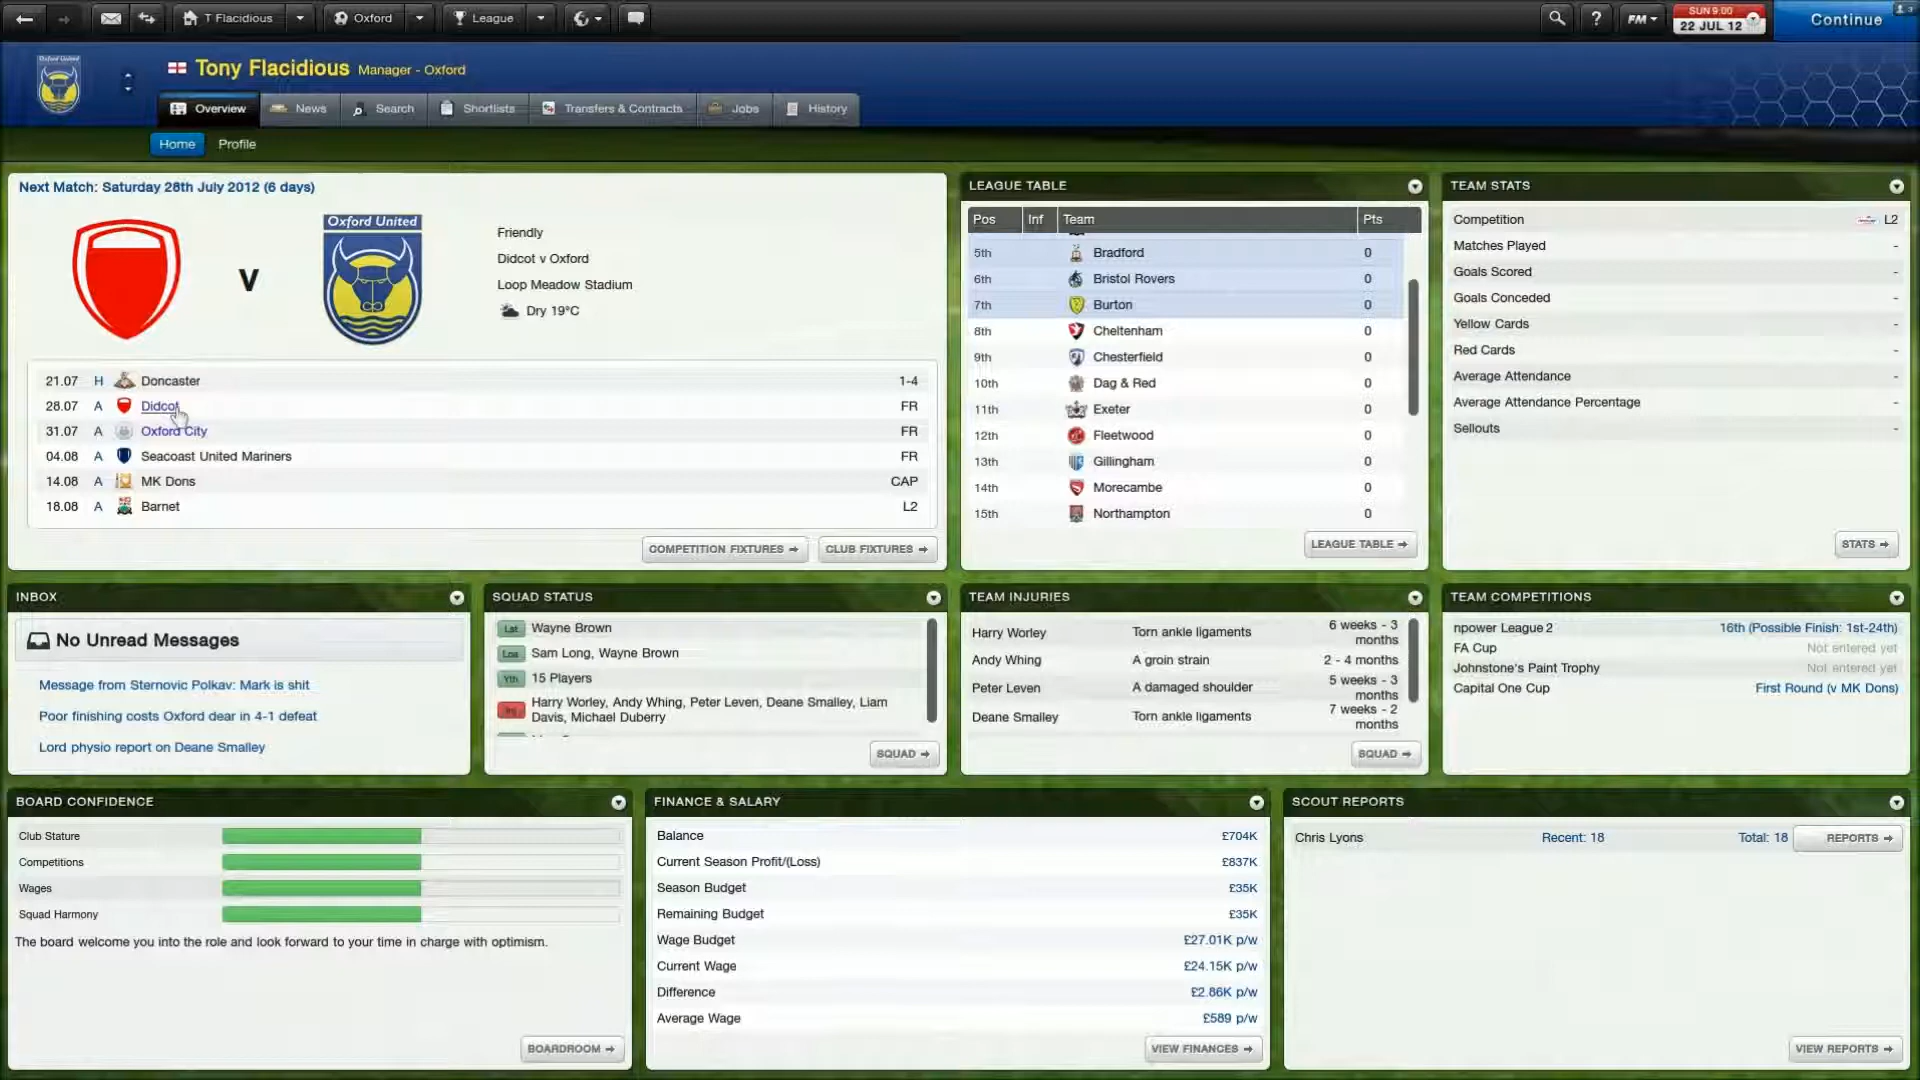 T Flacidious
Oxford
League
FM
SUN 9:00
22 JUL 12
Continue
Tony Flacidious Manager - Oxford
Overview
News
Search
Shortlists
Transfers & Contracts
Jobs
History
Home
Profile
Next Match: Saturday 28th July 2012 (6 days)
V
Oxford United
Friendly
Didcot v Oxford
Loop Meadow Stadium
Dry 19°C
21.07 H Doncaster 1-4
28.07 A Didcot FR
31.07 A Oxford City FR
04.08 A Seacoast United Mariners FR
14.08 A MK Dons CAP
18.08 A Barnet L2
COMPETITION FIXTURES
CLUB FIXTURES
LEAGUE TABLE
Pos Inf Team Pts
5th Bradford 0
6th Bristol Rovers 0
7th Burton 0
8th Cheltenham 0
9th Chesterfield 0
10th Dag & Red 0
11th Exeter 0
12th Fleetwood 0
13th Gillingham 0
14th Morecambe 0
15th Northampton 0
LEAGUE TABLE
TEAM STATS
Competition L2
Matches Played -
Goals Scored -
Goals Conceded -
Yellow Cards -
Red Cards -
Average Attendance -
Average Attendance Percentage -
Sellouts -
STATS
INBOX
No Unread Messages
Message from Sternovic Polkav: Mark is shit
Poor finishing costs Oxford dear in 4-1 defeat
Lord physio report on Deane Smalley
SQUAD STATUS
Lst Wayne Brown
Loa Sam Long, Wayne Brown
Yth 15 Players
Inj Harry Worley, Andy Whing, Peter Leven, Deane Smalley, Liam
Davis, Michael Duberry
SQUAD
TEAM INJURIES
Harry Worley Torn ankle ligaments 6 weeks - 3
months
Andy Whing A groin strain 2 - 4 months
Peter Leven A damaged shoulder 5 weeks - 3
months
Deane Smalley Torn ankle ligaments 7 weeks - 2
months
SQUAD
TEAM COMPETITIONS
npower League 2 16th (Possible Finish: 1st-24th)
FA Cup Not entered yet
Johnstone's Paint Trophy Not entered yet
Capital One Cup First Round (v MK Dons)
BOARD CONFIDENCE
Club Stature
Competitions
Wages
Squad Harmony
The board welcome you into the role and look forward to your time in charge with optimism.
BOARDROOM
FINANCE & SALARY
Balance £704K
Current Season Profit/(Loss) £837K
Season Budget £35K
Remaining Budget £35K
Wage Budget £27.01K p/w
Current Wage £24.15K p/w
Difference £2.86K p/w
Average Wage £589 p/w
VIEW FINANCES
SCOUT REPORTS
Chris Lyons Recent: 18 Total: 18 REPORTS
VIEW REPORTS